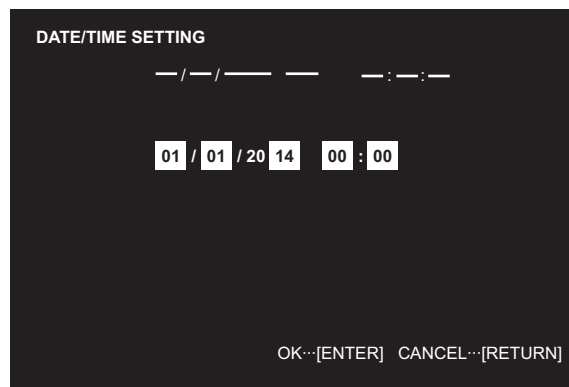 DATE/TIME SETTING
—/—/—— — —:—:—
01 / 01 / 20 14 00 : 00
OK···[ENTER] CANCEL···[RETURN]